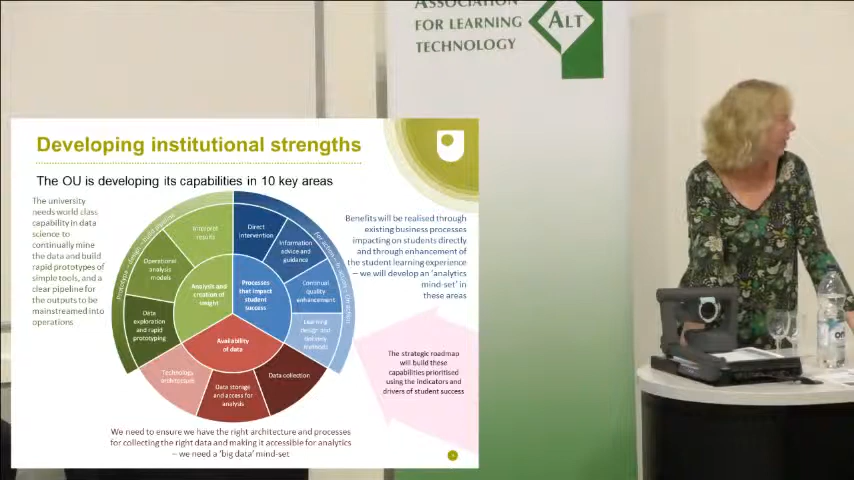 ASSOCIATION
FOR LEARNING
TECHNOLOGY
ALT
Developing institutional strengths
The OU is developing its capabilities in 10 key areas
The university
needs world class
capability in data
science to
continually mine
the data and build
rapid prototypes of
simple tools, and a
clear pipeline for
the outputs to be
mainstreamed into
operations
Interpret
results
Operational
analysis
models
Data
exploration
and rapid
prototyping
Analysis and
creation of
insight
Direct
intervention
Information
advice and
guidance
Continual
quality
enhancement
Learning
design and
delivery
methods
Processes
that impact
student
success
Availability
of data
Technology
architecture
Data storage
and access for
analysis
Data collection
Benefits will be realised through
existing business processes
impacting on students directly
and through enhancement of
the student learning experience
– we will develop an 'analytics
mind-set' in
these areas
The strategic roadmap
will build these
capabilities prioritised
using the indicators and
drivers of student success
We need to ensure we have the right architecture and processes
for collecting the right data and making it accessible for analytics
– we need a 'big data' mind-set